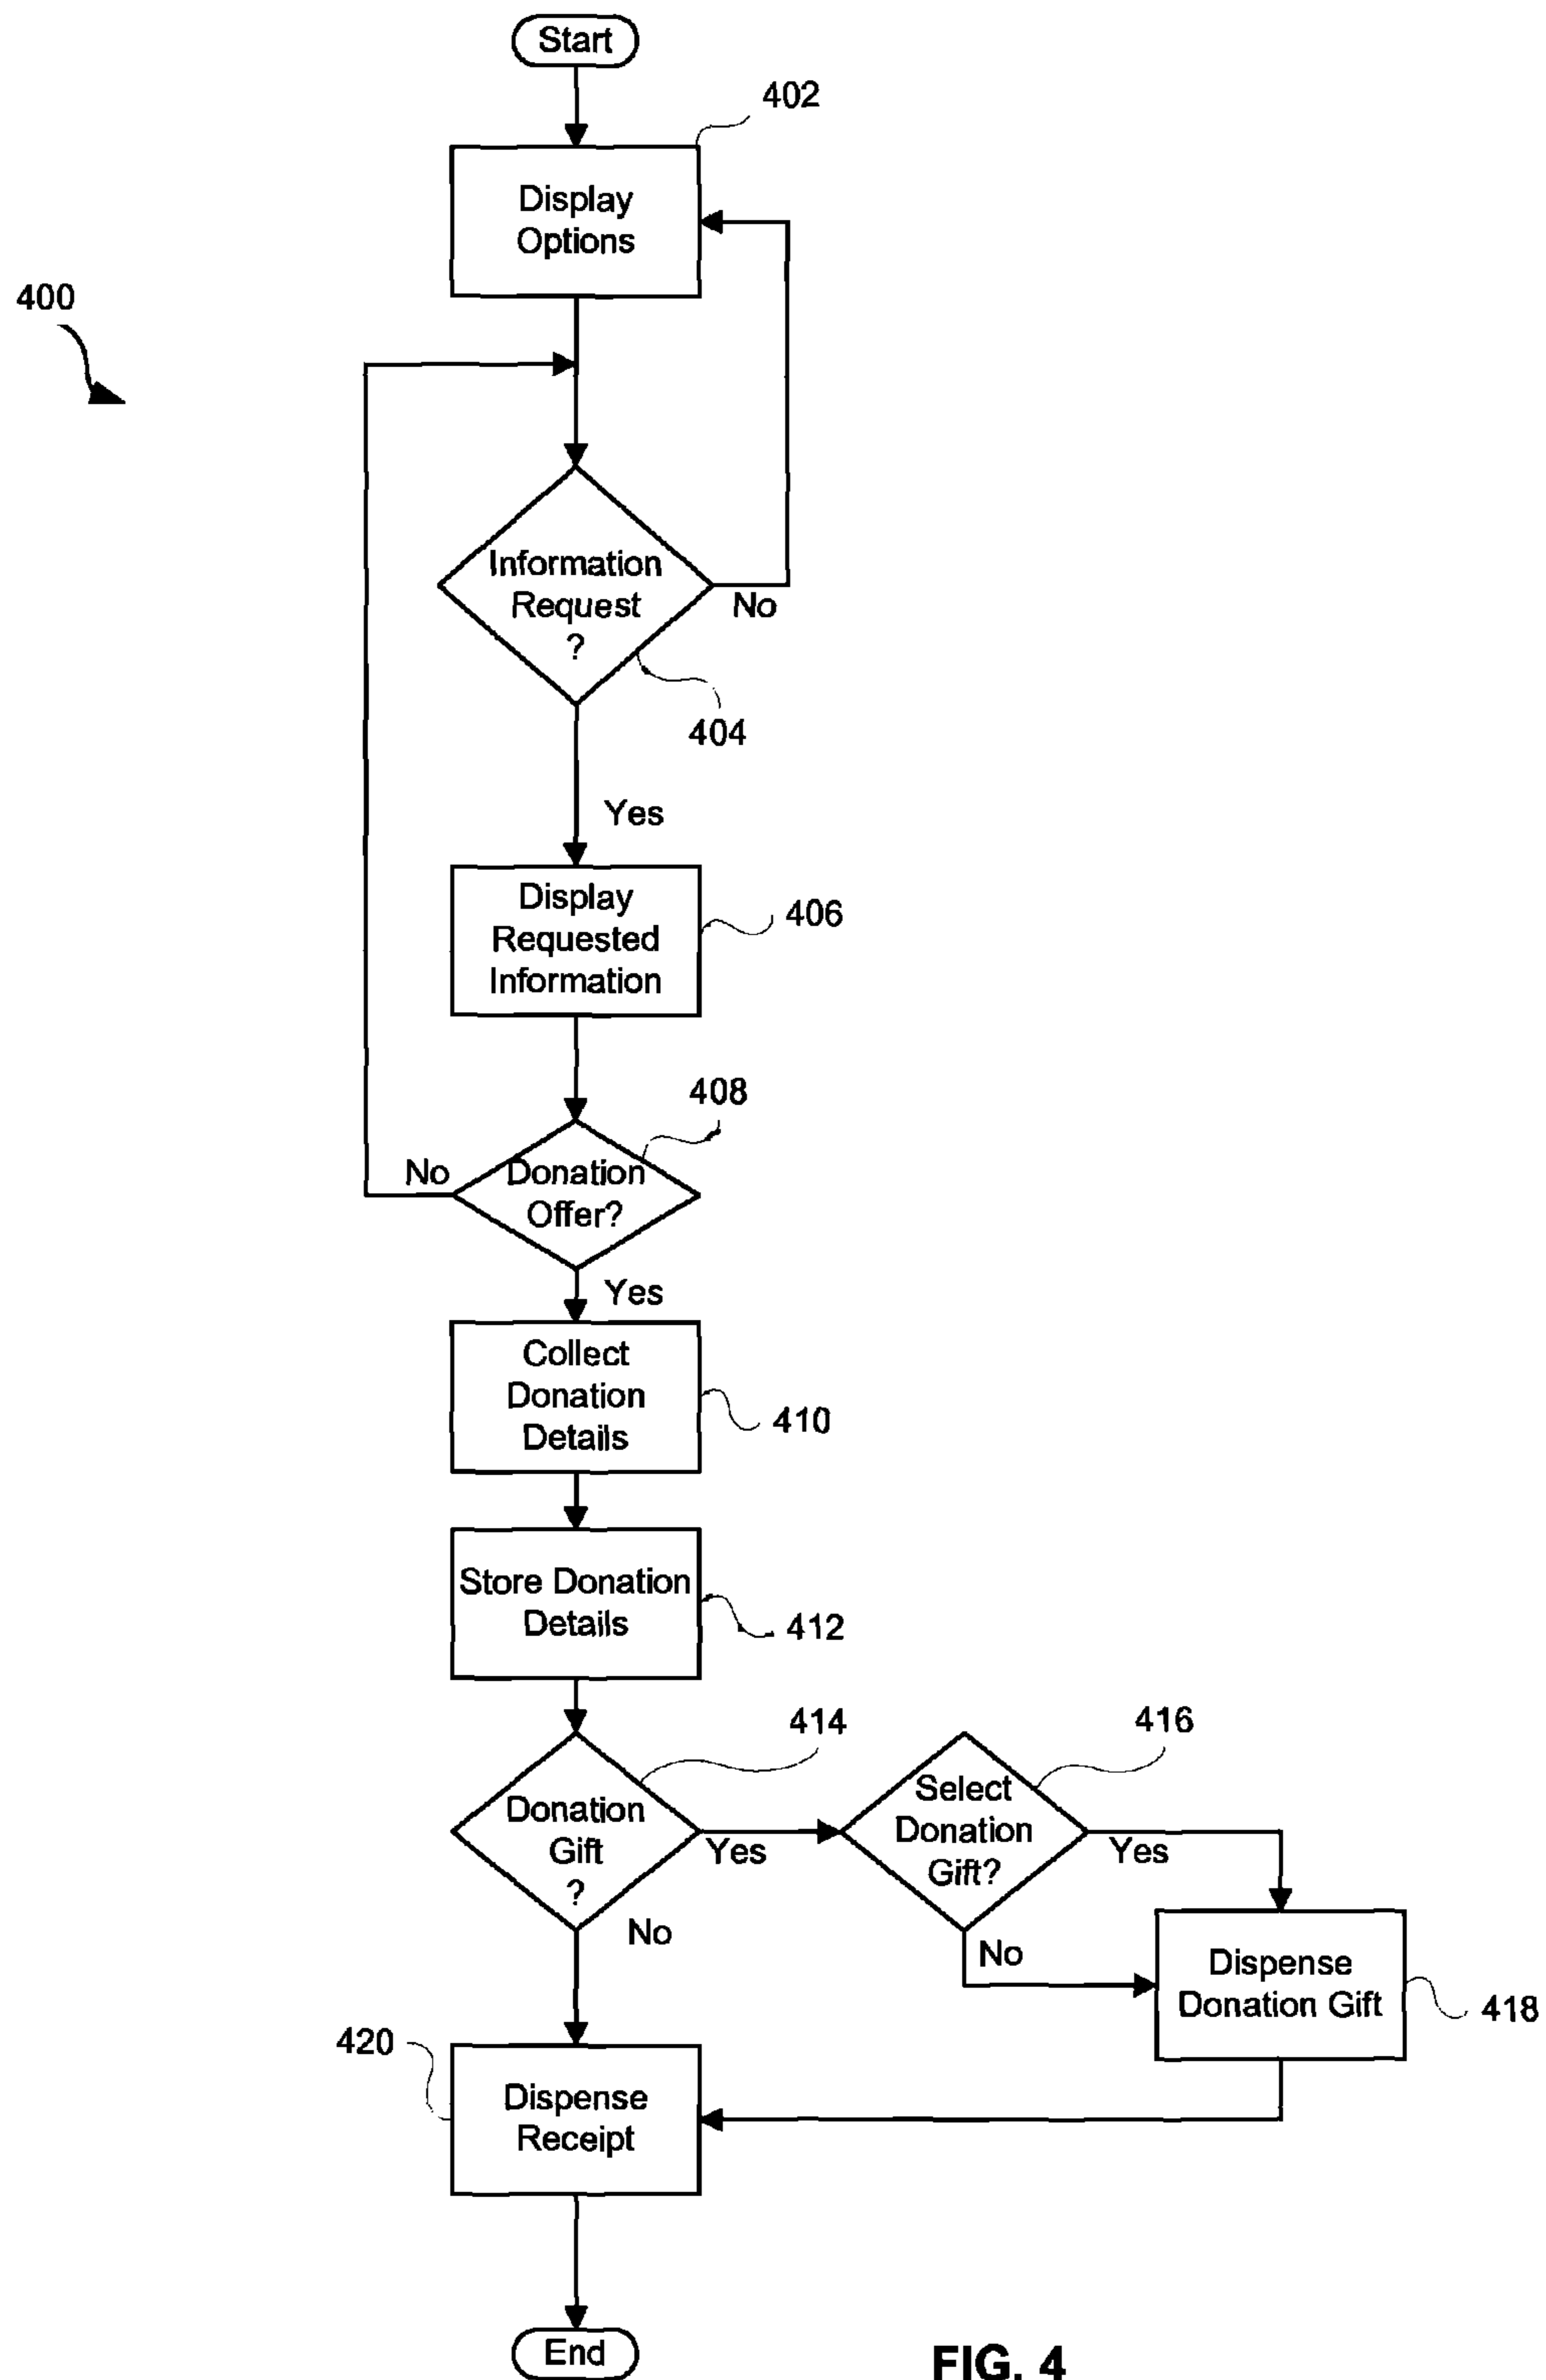 Start
402
Display
Options
400
Information
Request
?
No
404
Yes
Display
Requested
Information
406
408
No
Donation
Offer?
Yes
Collect
Donation
Details
410
Store Donation
Details
412
414
416
Donation
Gift
?
Yes
Select
Donation
Gift?
Yes
No
No
Dispense
Donation Gift
418
420
Dispense
Receipt
End
FIG. 4